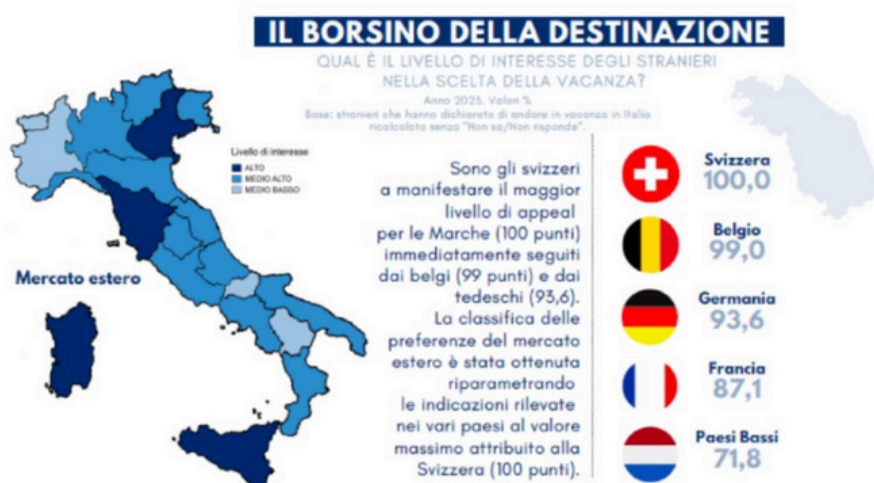 IL BORSINO DELLA DESTINAZIONE
QUAL È IL LIVELLO DI INTERESSE DEGLI STRANIERI
NELLA SCELTA DELLA VACANZA?
Anno 2023. Valori %
Base: stranieri che hanno dichiarato di andare in vacanza in Italia
ricalcolata senza "Non sa/Non risponde".
Livello di interesse
ALTO
MEDIO ALTO
MEDIO BASSO
Mercato estero
Sono gli svizzeri
a manifestare il maggior
livello di appeal
per le Marche (100 punti)
immediatamente seguiti
dai belgi (99 punti) e dai
tedeschi (93,6).
La classifica delle
preferenze del mercato
estero è stata ottenuta
riparametrando
le indicazioni rilevate
nei vari paesi al valore
massimo attribuito alla
Svizzera (100 punti).
Svizzera
100,0
Belgio
99,0
Germania
93,6
Francia
87,1
Paesi Bassi
71,8